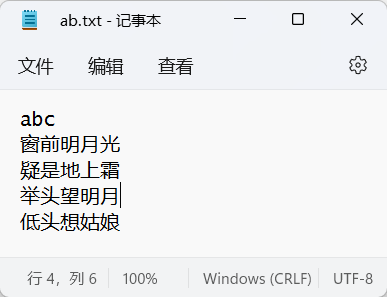 ab.txt - 记事本
文件 编辑 查看
abc
窗前明月光
疑是地上霜
举头望明月
低头想姑娘
行 4，列 6 100% Windows (CRLF) UTF-8